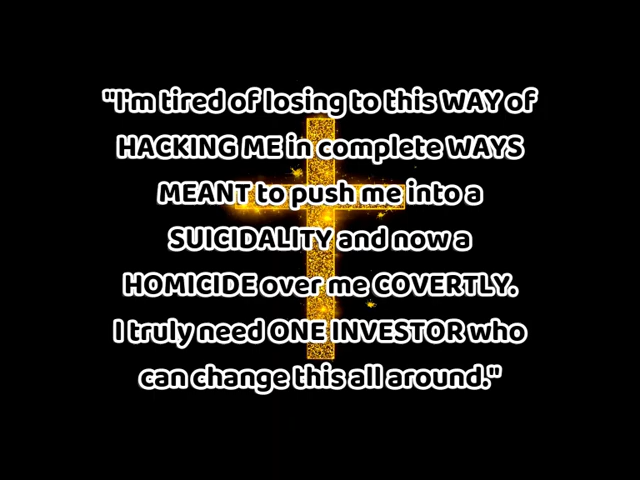 "I'm tired of losing to this WAY of
HACKING ME in complete WAYS
MEANT to push me into a
SUICIDALITY and now a
HOMICIDE over me COVERTLY.
I truly need ONE INVESTOR who
can change this all around."